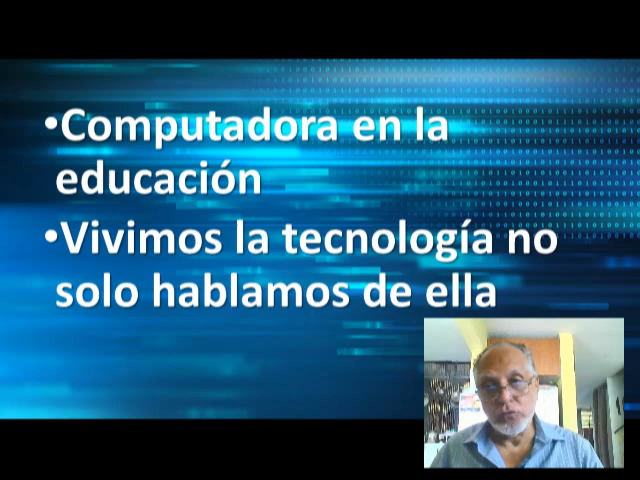 •Computadora en la
educación
•Vivimos la tecnología no
solo hablamos de ella